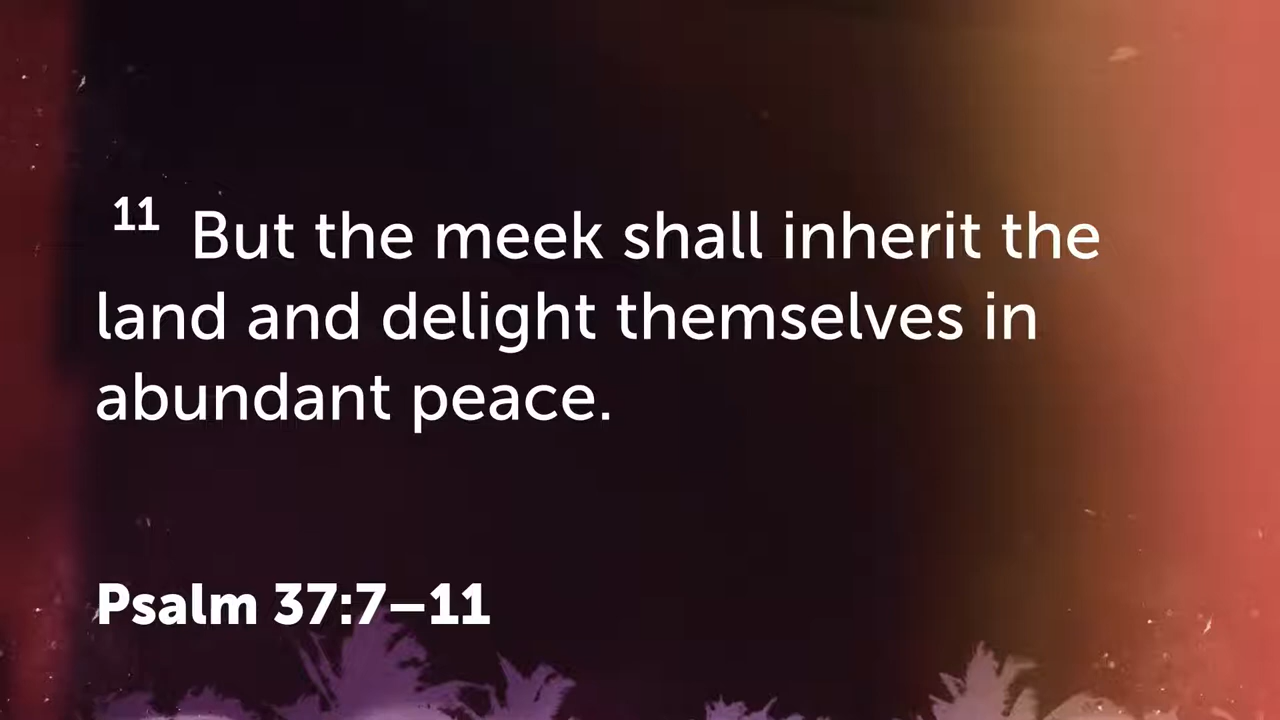 11 But the meek shall inherit the
land and delight themselves in
abundant peace.
Psalm 37:7–11